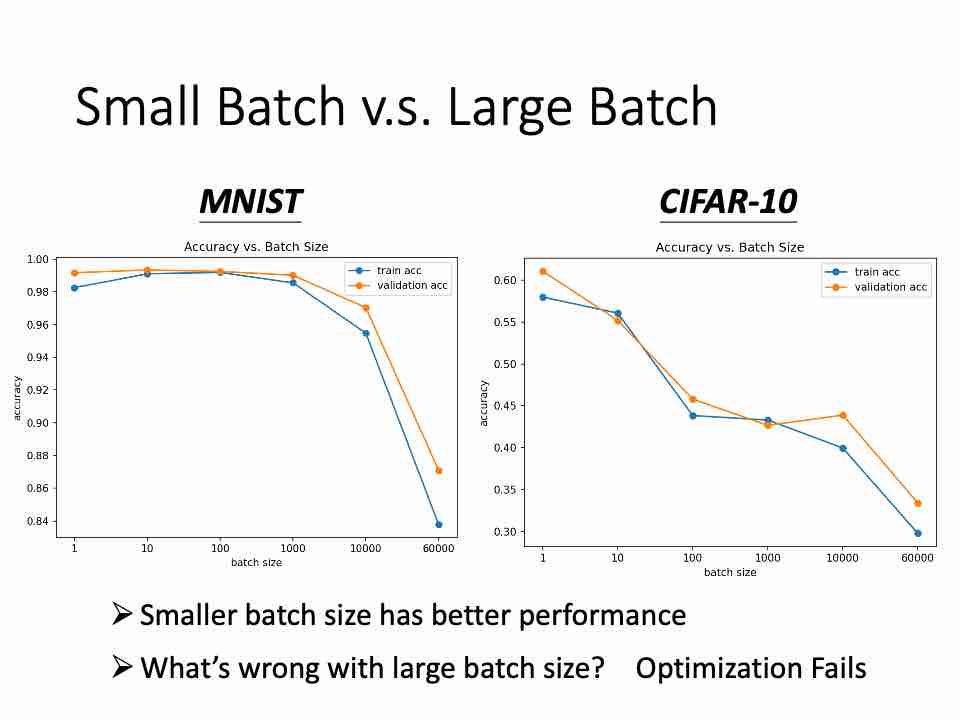 Small Batch v.s. Large Batch
MNIST
Accuracy vs. Batch Size
train acc
validation acc
accuracy
1.00
0.98
0.96
0.94
0.92
0.90
0.88
0.86
0.84
1 10 100 1000 10000 60000
batch size
CIFAR-10
Accuracy vs. Batch Size
train acc
validation acc
accuracy
0.60
0.55
0.50
0.45
0.40
0.35
0.30
1 10 100 1000 10000 60000
batch size
➢ Smaller batch size has better performance
➢ What’s wrong with large batch size? Optimization Fails